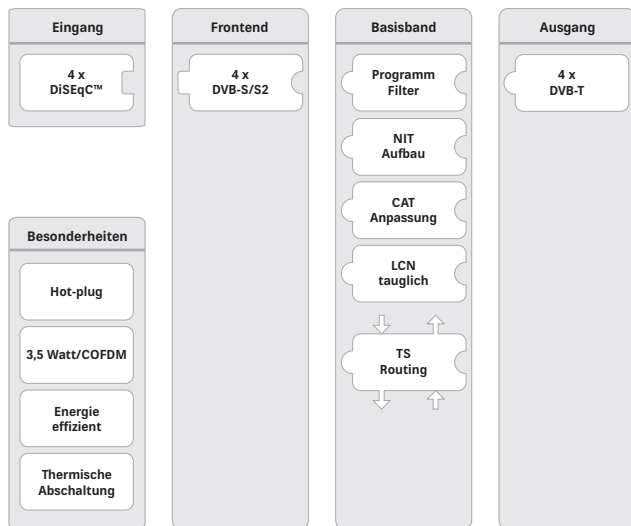 Eingang
4 x
DiSEqC™
Besonderheiten
Hot-plug
3,5 Watt/COFDM
Energie
effizient
Thermische
Abschaltung
Frontend
4 x
DVB-S/S2
Basisband
Programm
Filter
NIT
Aufbau
CAT
Anpassung
LCN
tauglich
TS
Routing
Ausgang
4 x
DVB-T